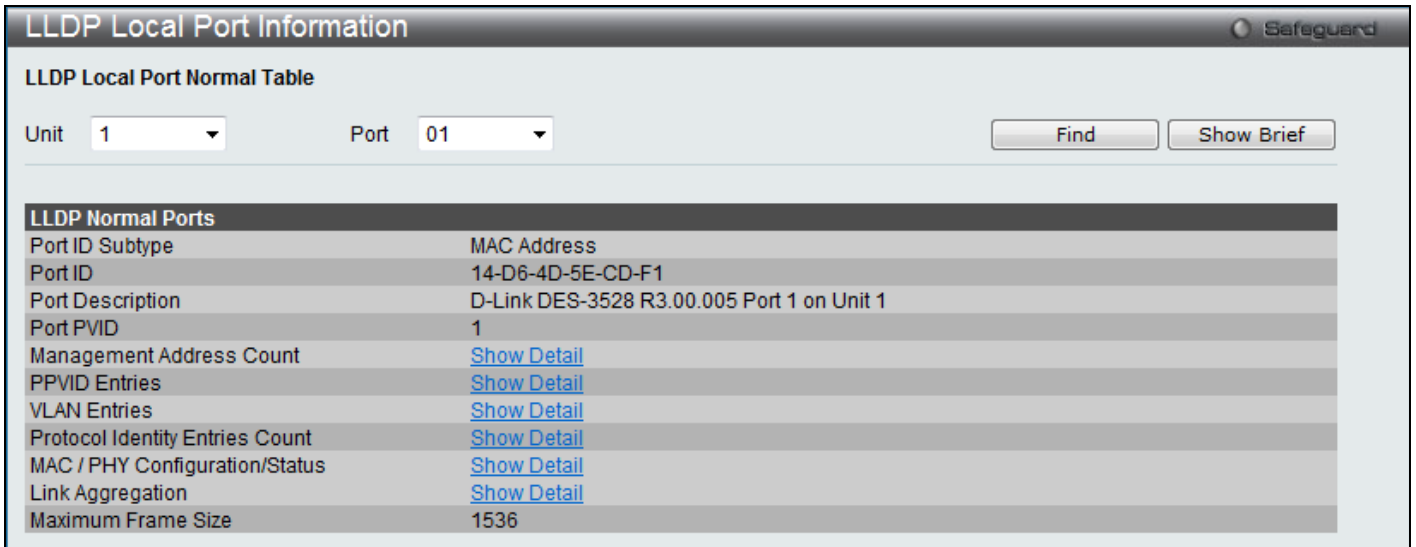 LLDP Local Port Information Safeguard
LLDP Local Port Normal Table
Unit 1 Port 01 Find Show Brief
LLDP Normal Ports
Port ID Subtype MAC Address
Port ID 14-D6-4D-5E-CD-F1
Port Description D-Link DES-3528 R3.00.005 Port 1 on Unit 1
Port PVID 1
Management Address Count Show Detail
PPVID Entries Show Detail
VLAN Entries Show Detail
Protocol Identity Entries Count Show Detail
MAC / PHY Configuration/Status Show Detail
Link Aggregation Show Detail
Maximum Frame Size 1536